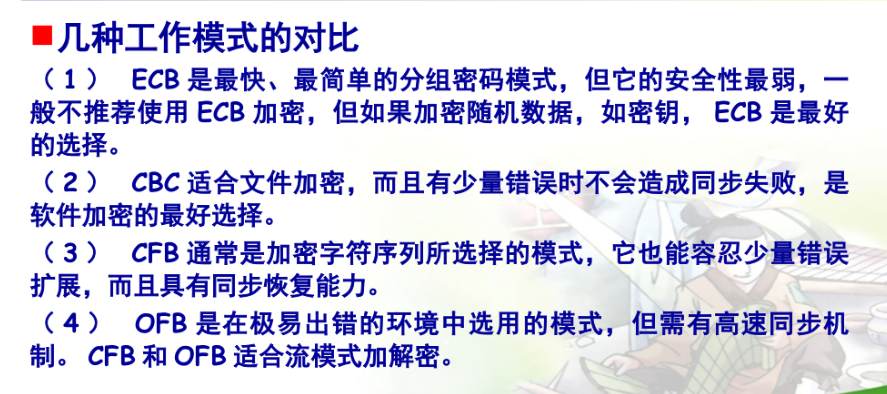 几种工作模式的对比
（1） ECB 是最快、最简单的分组密码模式，但它的安全性最弱，一
般不推荐使用 ECB 加密，但如果加密随机数据，如密钥， ECB 是最好
的选择。
（2） CBC 适合文件加密，而且有少量错误时不会造成同步失败，是
软件加密的最好选择。
（3） CFB 通常是加密字符序列所选择的模式，它也能容忍少量错误
扩展，而且具有同步恢复能力。
（4） OFB 是在极易出错的环境中选用的模式，但需有高速同步机
制。 CFB 和 OFB 适合流模式加解密。